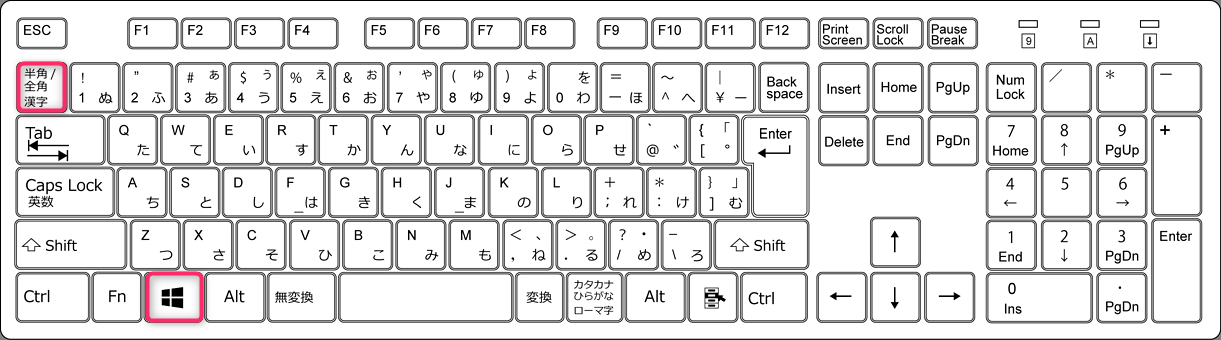 ESC F1 F2 F3 F4 F5 F6 F7 F8 F9 F10 F11 F12 Print Screen Scroll Lock Pause Break 9 A ⬇
半角/全角 漢字 ! 1 ぬ ” 2 ふ # ぁ 3 あ $ ぅ 4 う % ぇ 5 え & ぉ 6 お ’ ゃ 7 や ( ゅ 8 ゆ ) ょ 9 よ を 0 わ = － ほ ～ ^ へ | ¥ ー Back space Insert Home PgUp Num Lock ／ ＊ －
Tab Q た W て E い R す T か Y ん U な I に O ら P せ ` @ ゛ { 「 [ ゜ Enter Delete End PgDn 7 Home 8 ↑ 9 PgUp +
Caps Lock 英数 A ち S と D し F _は G き H く J _ま K の L り + ; れ * : け } 」 ] む 4 ← 5 6 →
⇧ Shift Z つ X さ C そ V ひ B こ N み M も < 、 , ね > 。 . る ? ・ / め _ \ ろ ⇧ Shift ↑ 1 End 2 ↓ 3 PgDn Enter
Ctrl Fn Alt 無変換 変換 カタカナ ひらがな ローマ字 Alt Ctrl ← ↓ → 0 Ins . PgDn